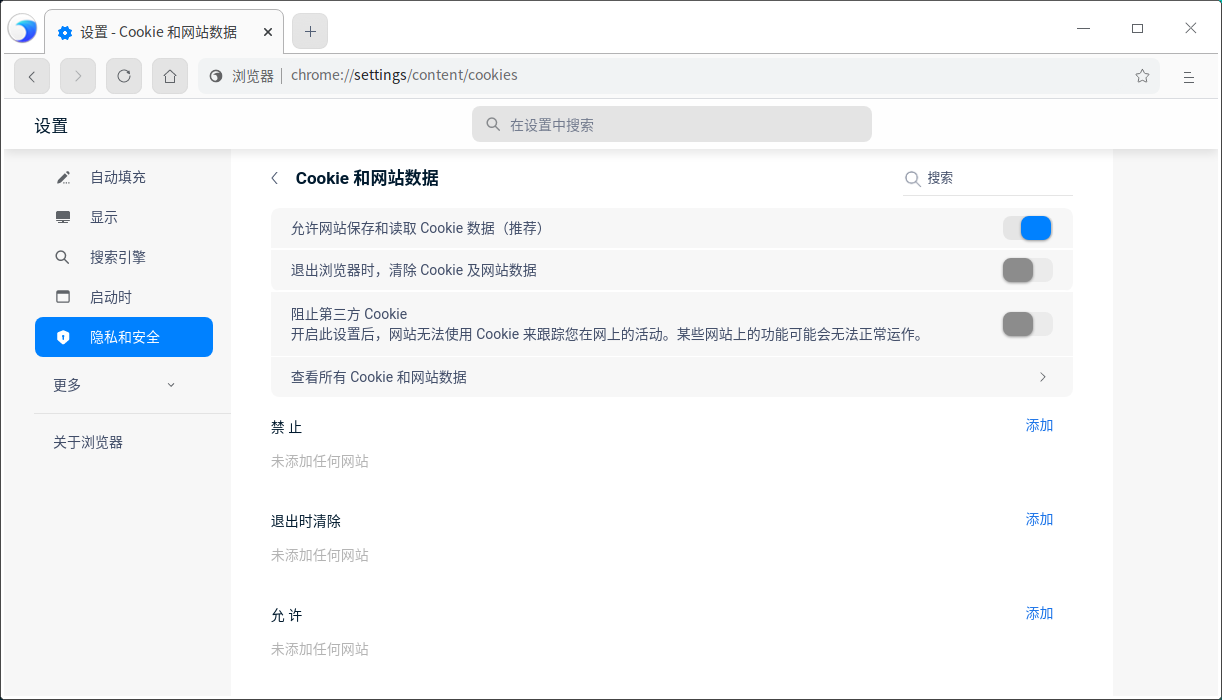 设置 - Cookie 和网站数据
浏览器 | chrome://settings/content/cookies
设置
在设置中搜索
自动填充
显示
搜索引擎
启动时
隐私和安全
更多
关于浏览器
Cookie 和网站数据
搜索
允许网站保存和读取 Cookie 数据（推荐）
退出浏览器时，清除 Cookie 及网站数据
阻止第三方 Cookie
开启此设置后，网站无法使用 Cookie 来跟踪您在网上的活动。某些网站上的功能可能会无法正常运作。
查看所有 Cookie 和网站数据
禁 止
添加
未添加任何网站
退出时清除
添加
未添加任何网站
允 许
添加
未添加任何网站